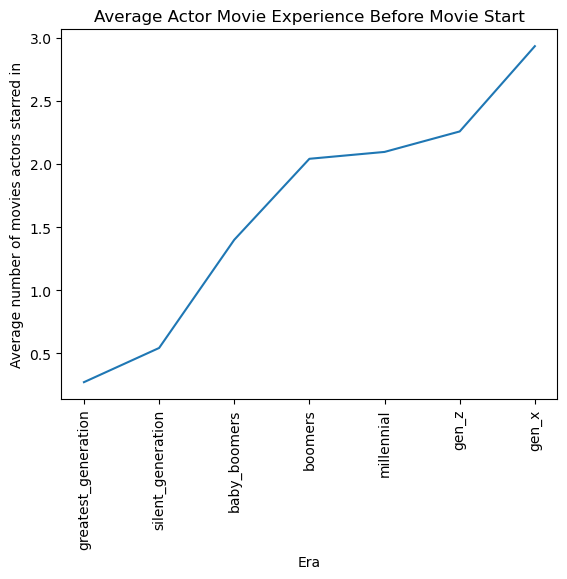 Average Actor Movie Experience Before Movie Start
Average number of movies actors starred in
3.0
2.5
2.0
1.5
1.0
0.5
greatest_generation
silent_generation
baby_boomers
boomers
millennial
gen_z
gen_x
Era